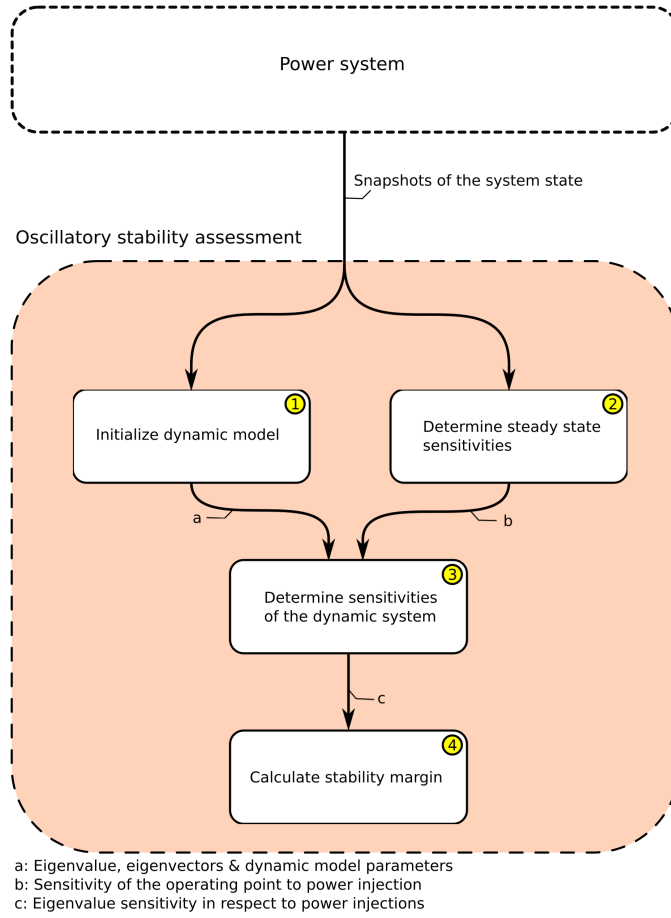 Power system
Snapshots of the system state
Oscillatory stability assessment
1
Initialize dynamic model
2
Determine steady state
sensitivities
a
b
3
Determine sensitivities
of the dynamic system
c
4
Calculate stability margin
a: Eigenvalue, eigenvectors & dynamic model parameters
b: Sensitivity of the operating point to power injection
c: Eigenvalue sensitivity in respect to power injections